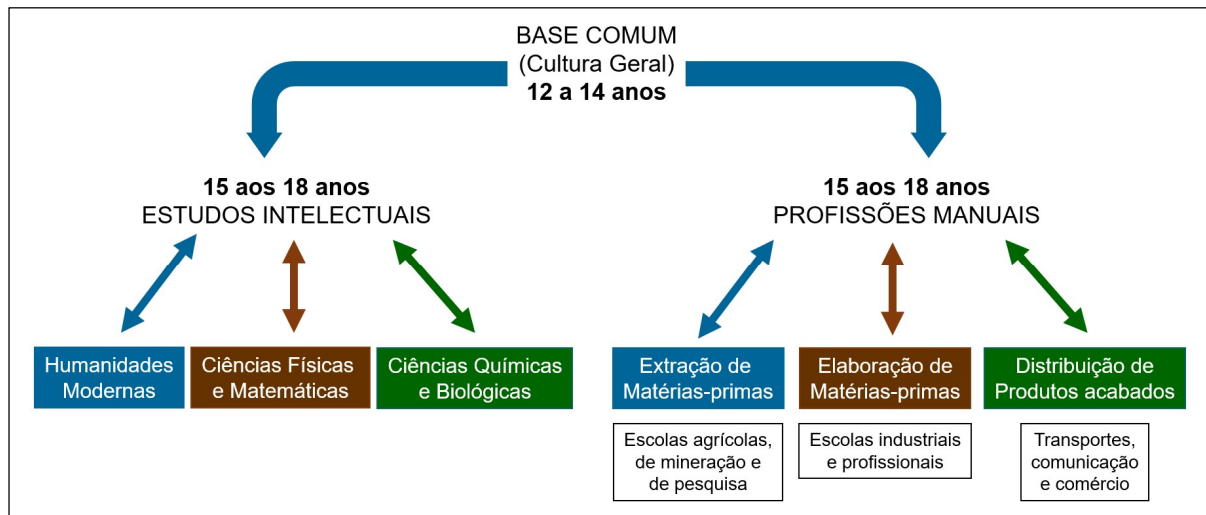 BASE COMUM
(Cultura Geral)
12 a 14 anos
15 aos 18 anos
ESTUDOS INTELECTUAIS
15 aos 18 anos
PROFISSÕES MANUAIS
Humanidades
Modernas
Ciências Físicas
e Matemáticas
Ciências Químicas
e Biológicas
Extração de
Matérias-primas
Elaboração de
Matérias-primas
Distribuição de
Produtos acabados
Escolas agrícolas,
de mineração e
de pesquisa
Escolas industriais
e profissionais
Transportes,
comunicação
e comércio